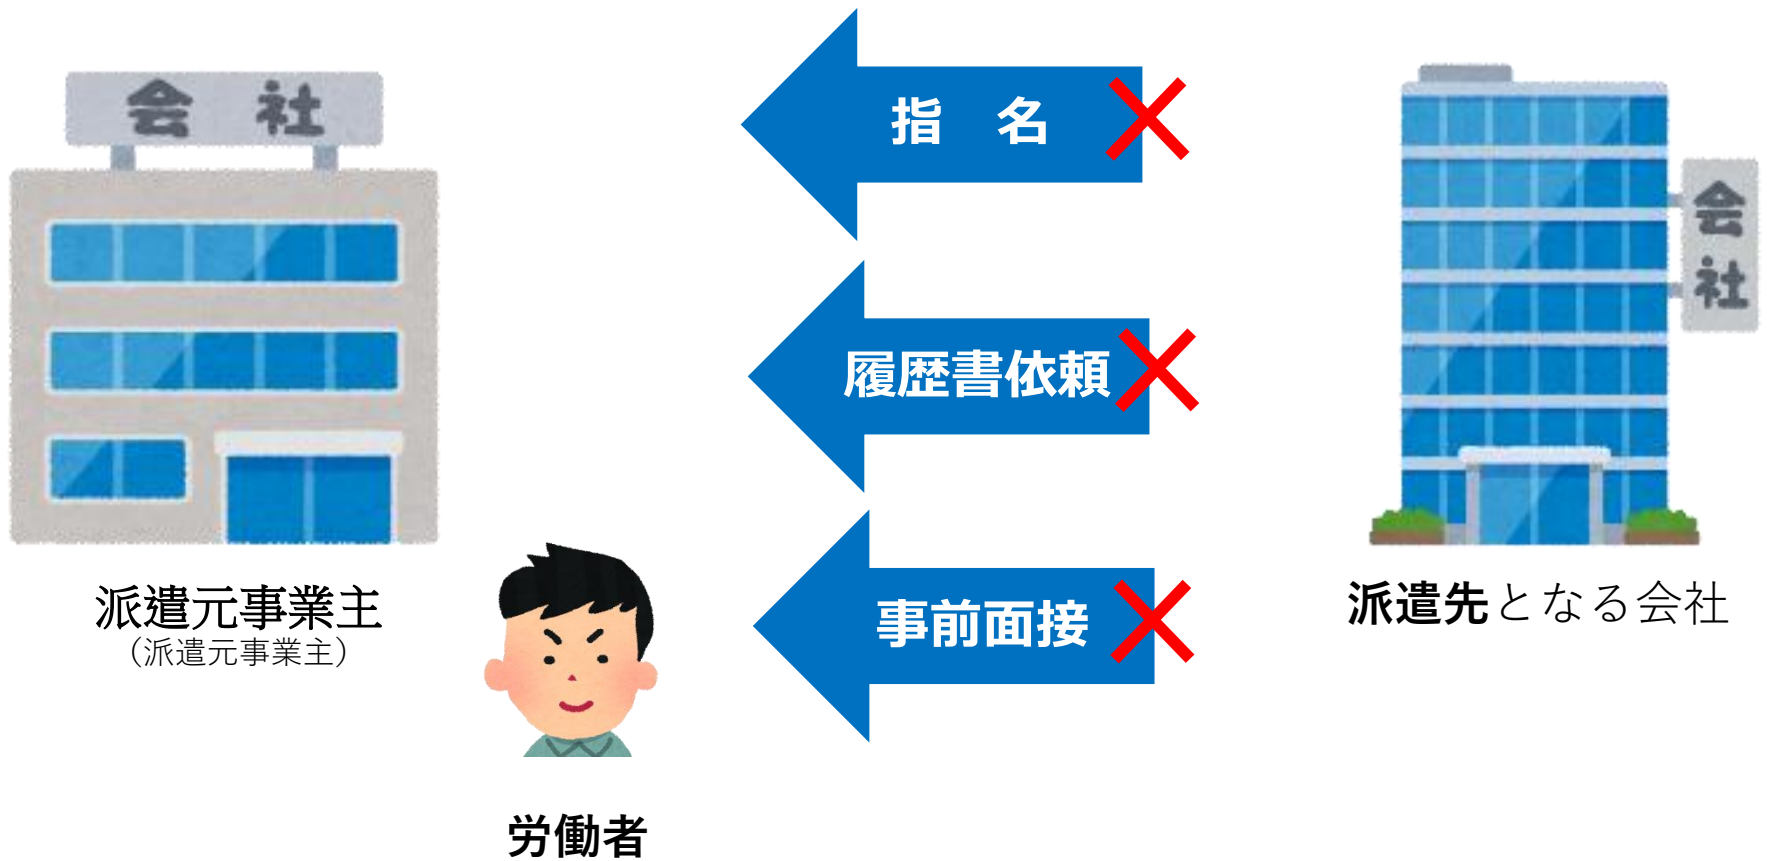 会社
指　名
会社
履歴書依頼
事前面接
派遣元事業主
（派遣元事業主）
派遣先となる会社
労働者